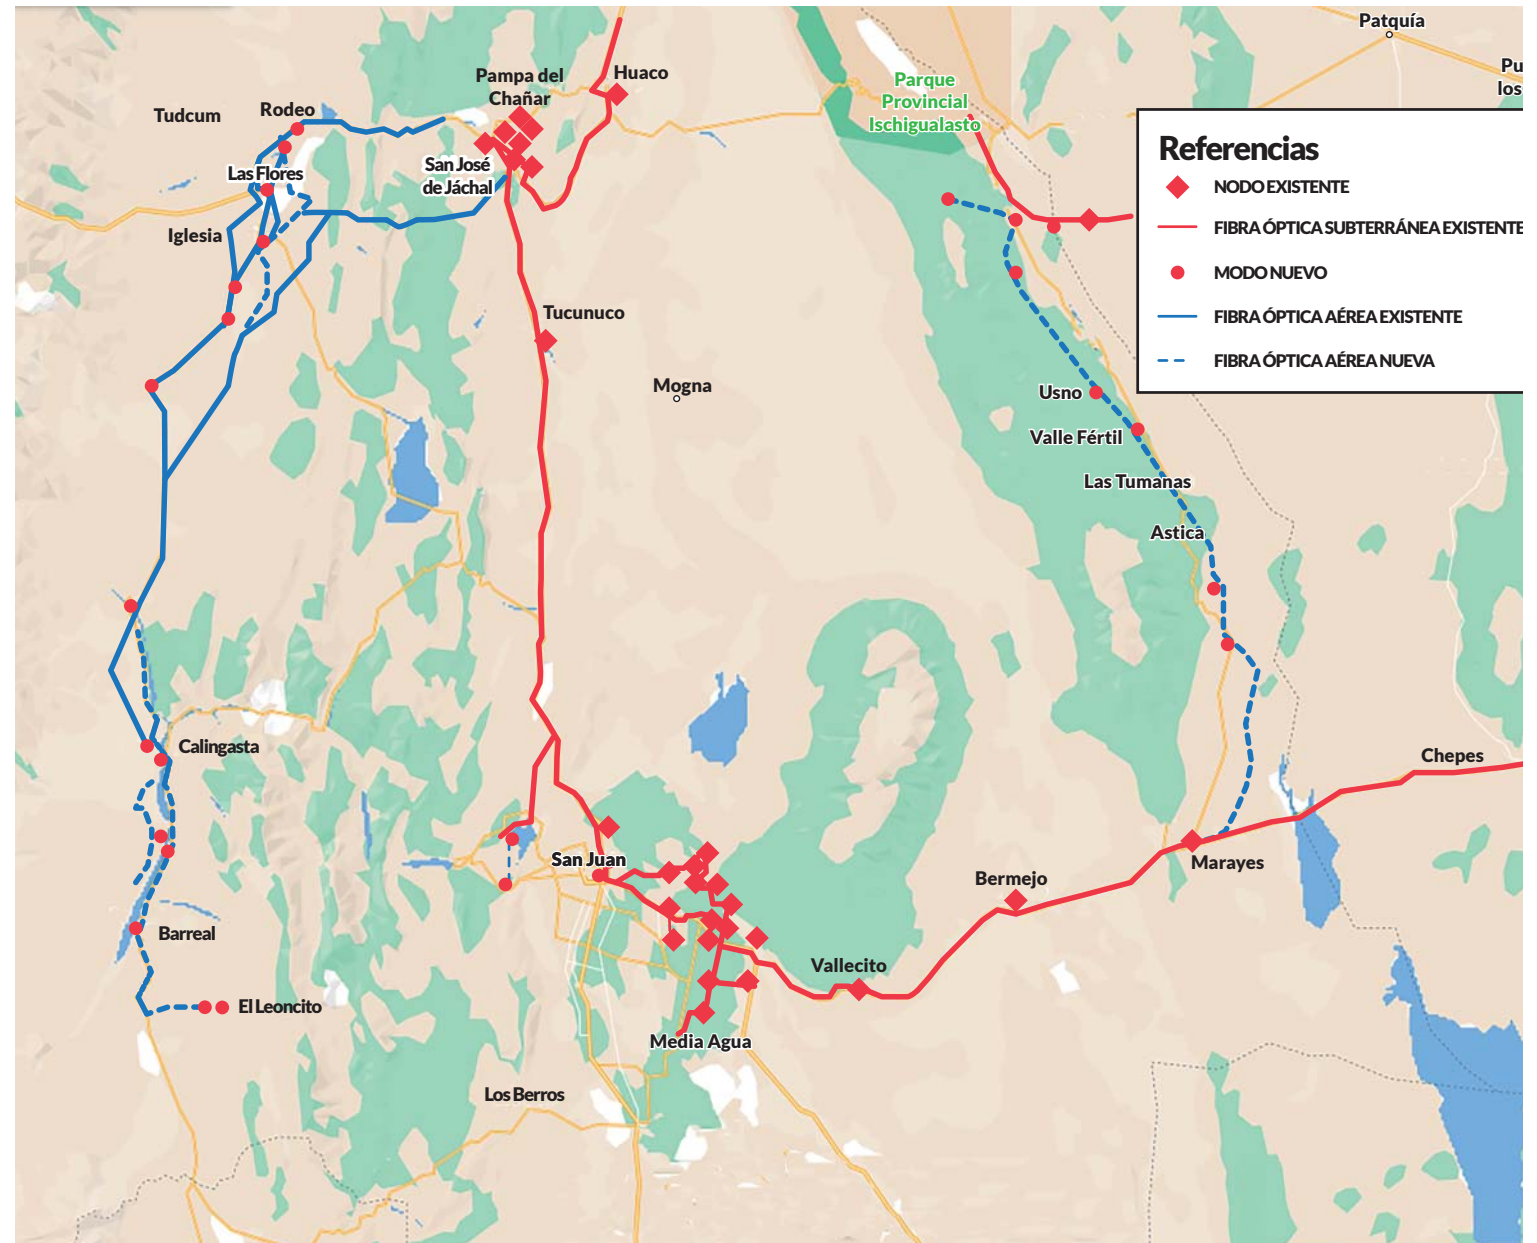 Patquía
Pu
los
Pampa del
Chañar
Huaco
Parque
Provincial
Ischigualasto
Tudcum
Rodeo
Las Flores
San José
de Jáchal
Iglesia
Referencias
NODO EXISTENTE
FIBRA ÓPTICA SUBTERRÁNEA EXISTENTE
MODO NUEVO
FIBRA ÓPTICA AÉREA EXISTENTE
FIBRA ÓPTICA AÉREA NUEVA
Tucunuco
Mogna
Usno
Valle Fértil
Las Tumanas
Astica
Calingasta
Chepes
San Juan
Marayes
Bermejo
Barreal
Vallecito
El Leoncito
Media Agua
Los Berros